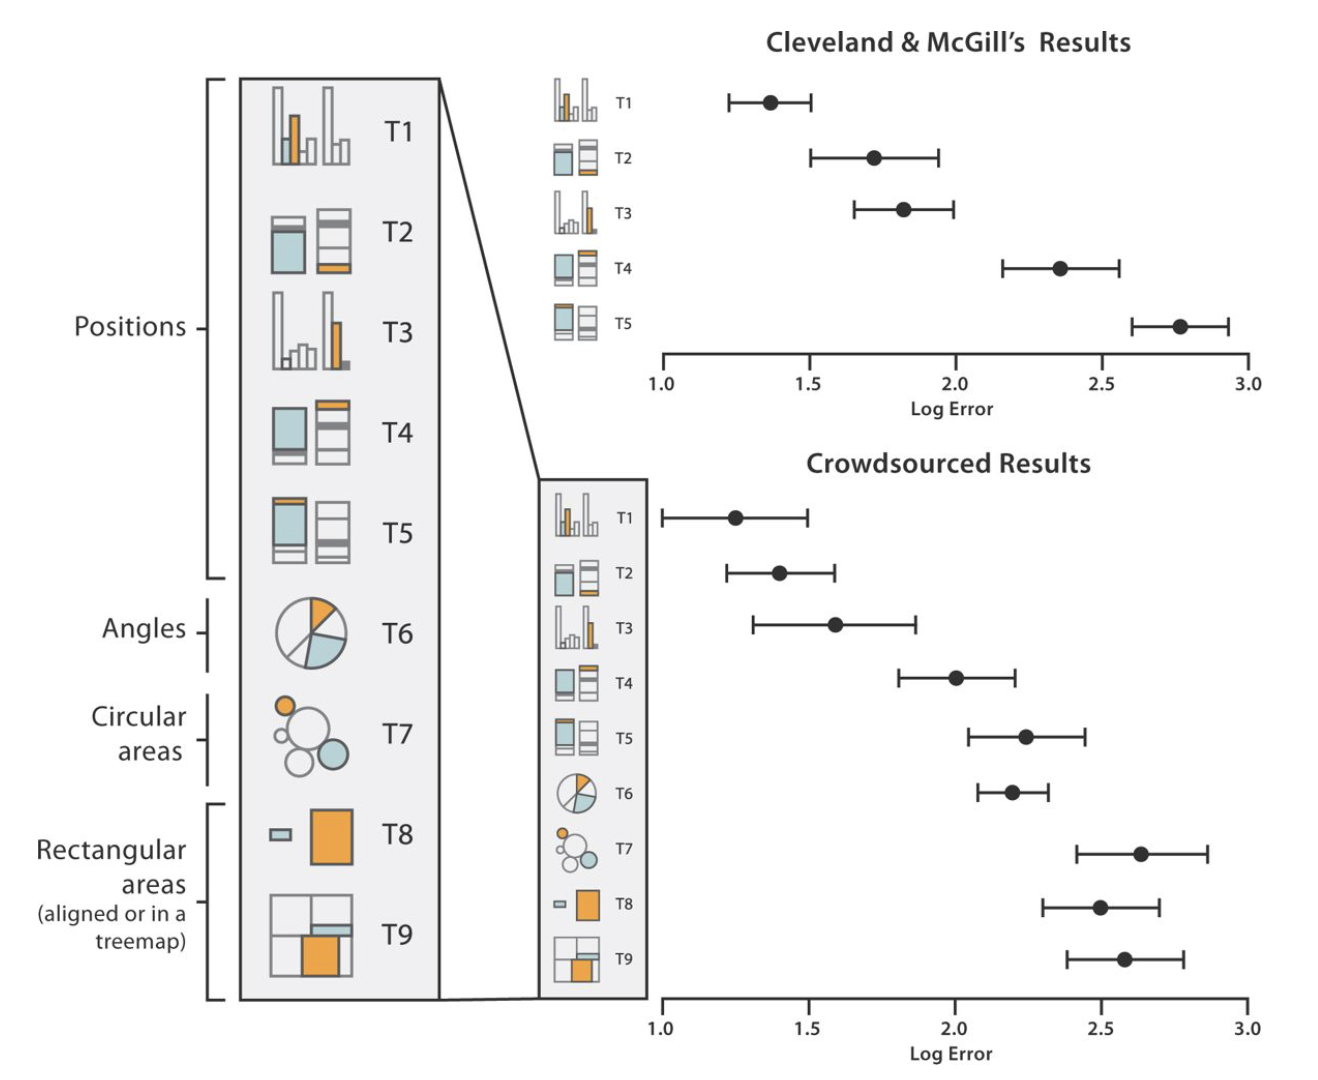 Cleveland & McGill's Results
T1
T2
T3
T4
T5
1.0 1.5 2.0 2.5 3.0
Log Error
Positions
T1
T2
T3
T4
T5
Angles
T6
Circular
areas
T7
Rectangular
areas
(aligned or in a
treemap)
T8
T9
Crowdsourced Results
T1
T2
T3
T4
T5
T6
T7
T8
T9
1.0 1.5 2.0 2.5 3.0
Log Error